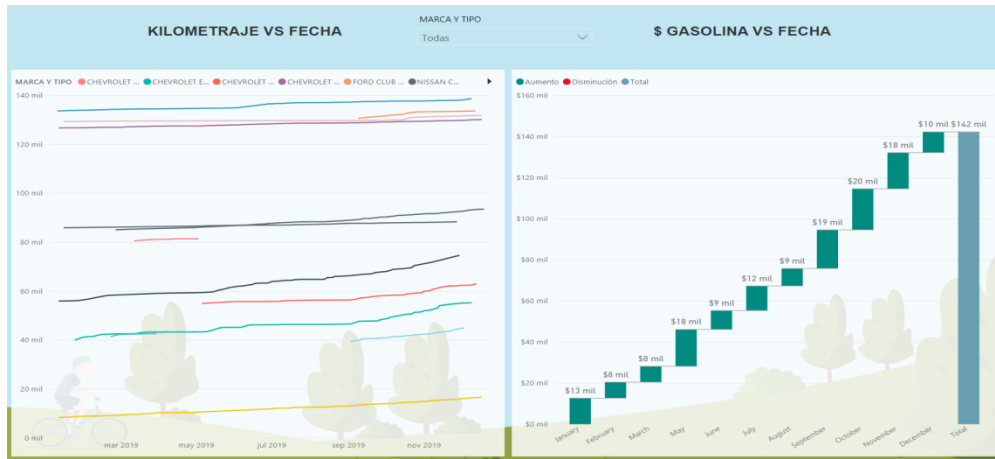 MARCA Y TIPO
KILOMETRAJE VS FECHA
Todas
$ GASOLINA VS FECHA
MARCA Y TIPO CHEVROLET ... CHEVROLET E... CHEVROLET ... CHEVROLET ... FORD CLUB ... NISSAN C...
140 mil
120 mil
100 mil
80 mil
60 mil
40 mil
20 mil
0 mil
mar 2019 may 2019 jul 2019 sep 2019 nov 2019
Aumento Disminución Total
$160 mil
$140 mil
$120 mil
$100 mil
$80 mil
$60 mil
$40 mil
$20 mil
$0 mil
$13 mil
$8 mil
$8 mil
$18 mil
$9 mil
$12 mil
$9 mil
$19 mil
$20 mil
$18 mil
$10 mil $142 mil
January February March May June July August September October November December Total